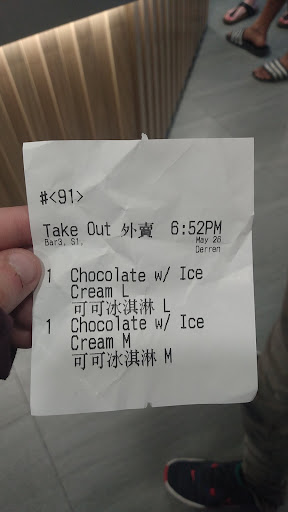 #<91>
Take Out 外賣 6:52PM
Bar3, S1, May 26
Derren
1 Chocolate w/ Ice
Cream L
可可冰淇淋 L
1 Chocolate w/ Ice
Cream M
可可冰淇淋 M